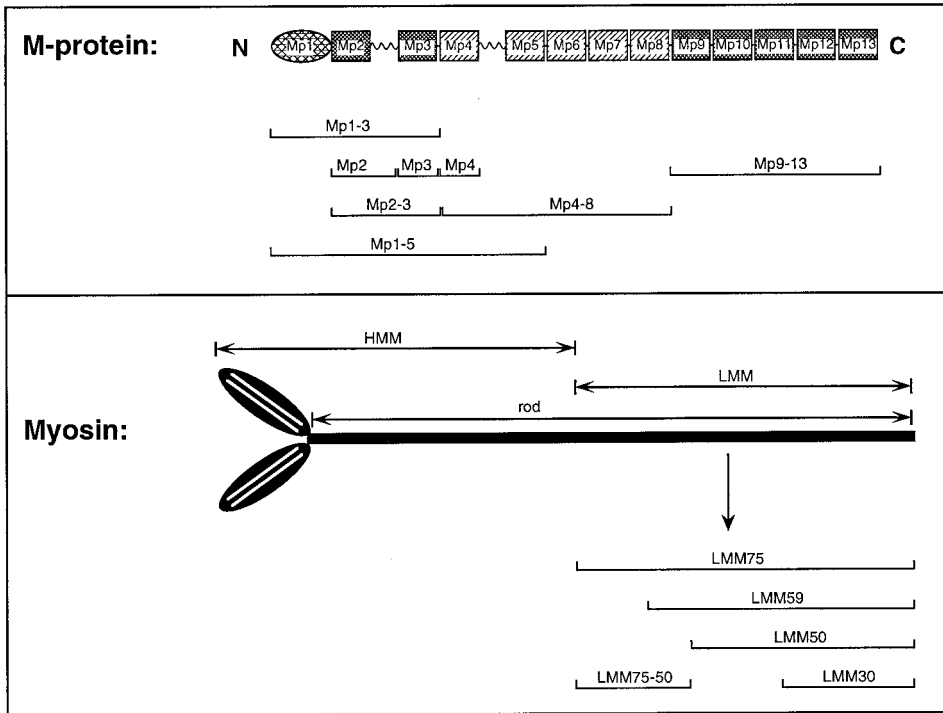 M-protein: N Mp1 Mp2 Mp3 Mp4 Mp5 Mp6 Mp7 Mp8 Mp9 Mp10 Mp11 Mp12 Mp13 C
Mp1-3
Mp2 Mp3 Mp4 Mp9-13
Mp2-3 Mp4-8
Mp1-5
HMM
LMM
rod
Myosin:
LMM75
LMM59
LMM50
LMM75-50 LMM30